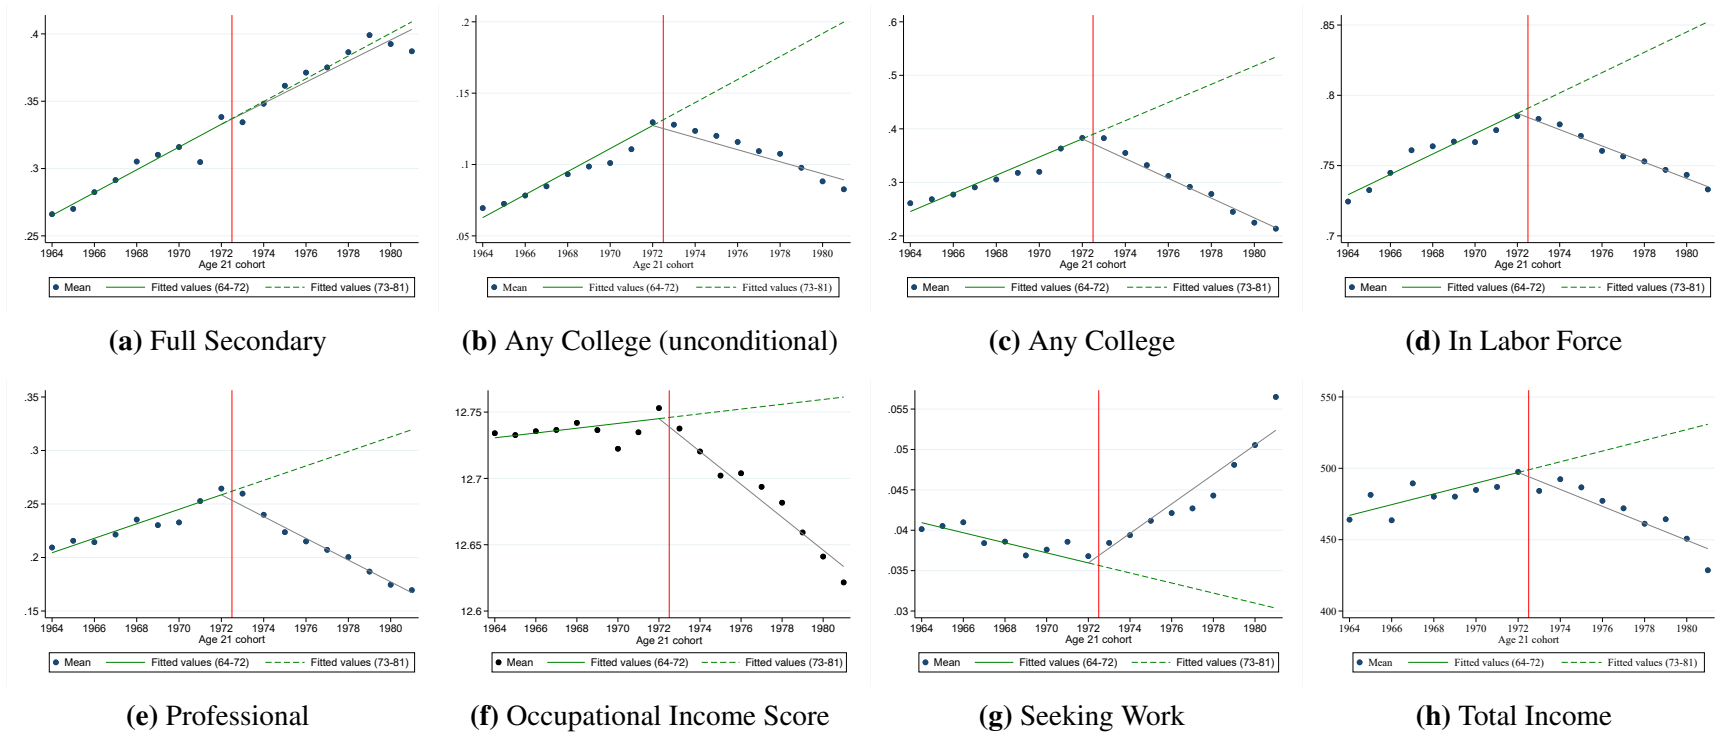 .4
.35
.3
.25
1964 1966 1968 1970 1972 1974 1976 1978 1980
Age 21 cohort
Mean Fitted values (64-72) Fitted values (73-81)
(a) Full Secondary
.2
.15
.1
.05
1964 1966 1968 1970 1972 1974 1976 1978 1980
Age 21 cohort
Mean Fitted values (64-72) Fitted values (73-81)
(b) Any College (unconditional)
.6
.5
.4
.3
.2
1964 1966 1968 1970 1972 1974 1976 1978 1980
Age 21 cohort
Mean Fitted values (64-72) Fitted values (73-81)
(c) Any College
.85
.8
.75
.7
1964 1966 1968 1970 1972 1974 1976 1978 1980
Age 21 cohort
Mean Fitted values (64-72) Fitted values (73-81)
(d) In Labor Force
.35
.3
.25
.2
.15
1964 1966 1968 1970 1972 1974 1976 1978 1980
Age 21 cohort
Mean Fitted values (64-72) Fitted values (73-81)
(e) Professional
12.75
12.7
12.65
12.6
1964 1966 1968 1970 1972 1974 1976 1978 1980
Age 21 cohort
Mean Fitted values (64-72) Fitted values (73-81)
(f) Occupational Income Score
.055
.05
.045
.04
.035
.03
1964 1966 1968 1970 1972 1974 1976 1978 1980
Age 21 cohort
Mean Fitted values (64-72) Fitted values (73-81)
(g) Seeking Work
550
500
450
400
1964 1966 1968 1970 1972 1974 1976 1978 1980
Age 21 cohort
Mean Fitted values (64-72) Fitted values (73-81)
(h) Total Income